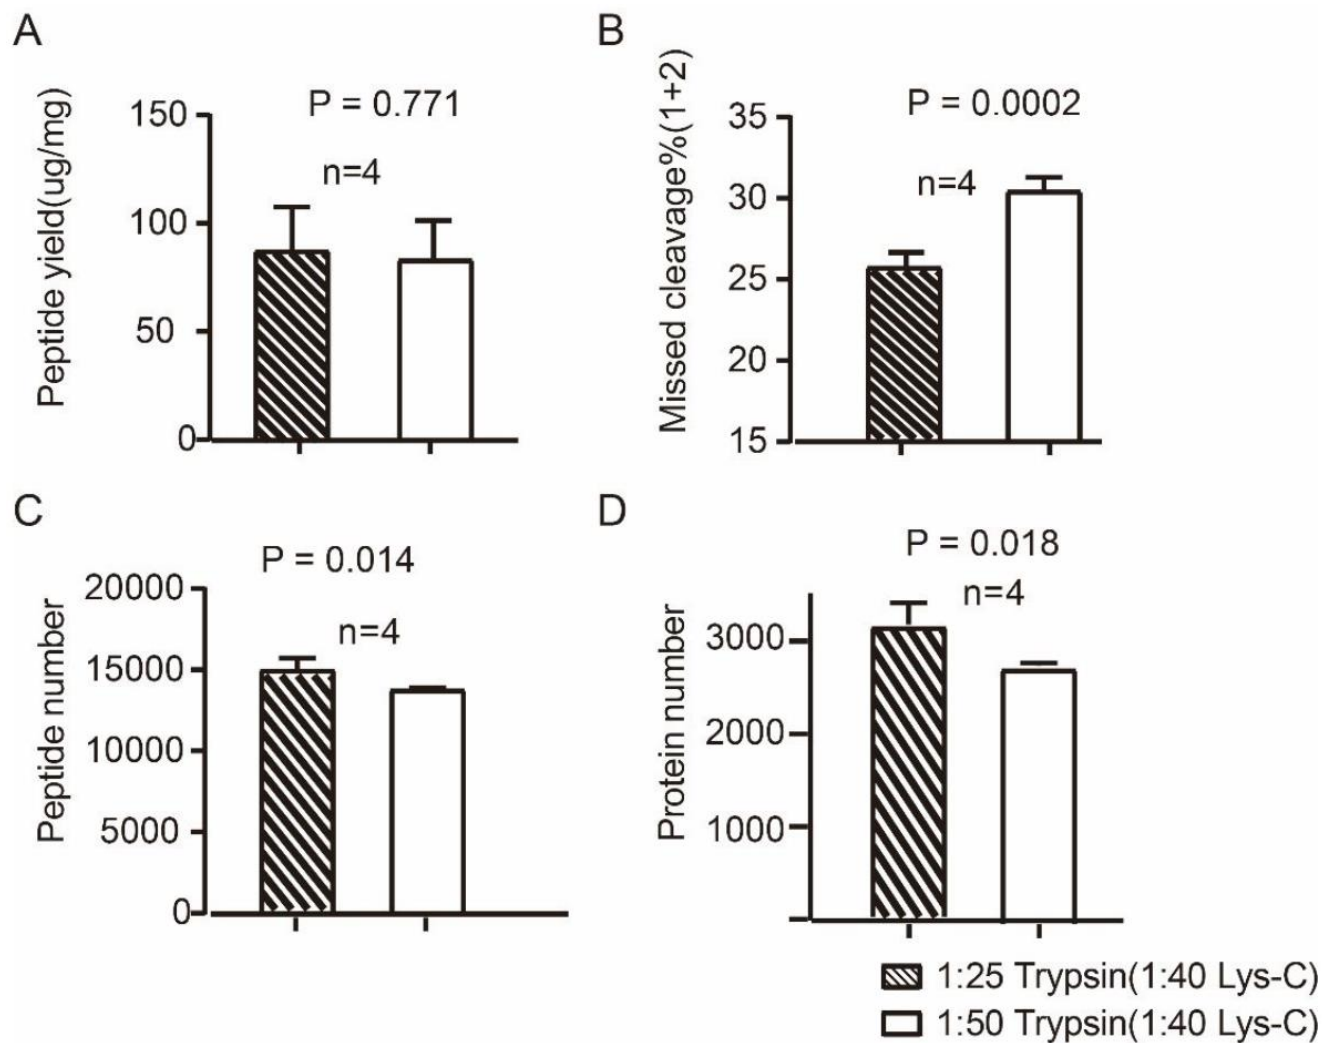 A
P = 0.771
n=4
Peptide yield(ug/mg)
150
100
50
0
B
P = 0.0002
n=4
Missed cleavage%(1+2)
35
30
25
20
15
C
P = 0.014
n=4
Peptide number
20000
15000
10000
5000
0
D
P = 0.018
n=4
Protein number
3000
2000
1000
1:25 Trypsin(1:40 Lys-C)
1:50 Trypsin(1:40 Lys-C)